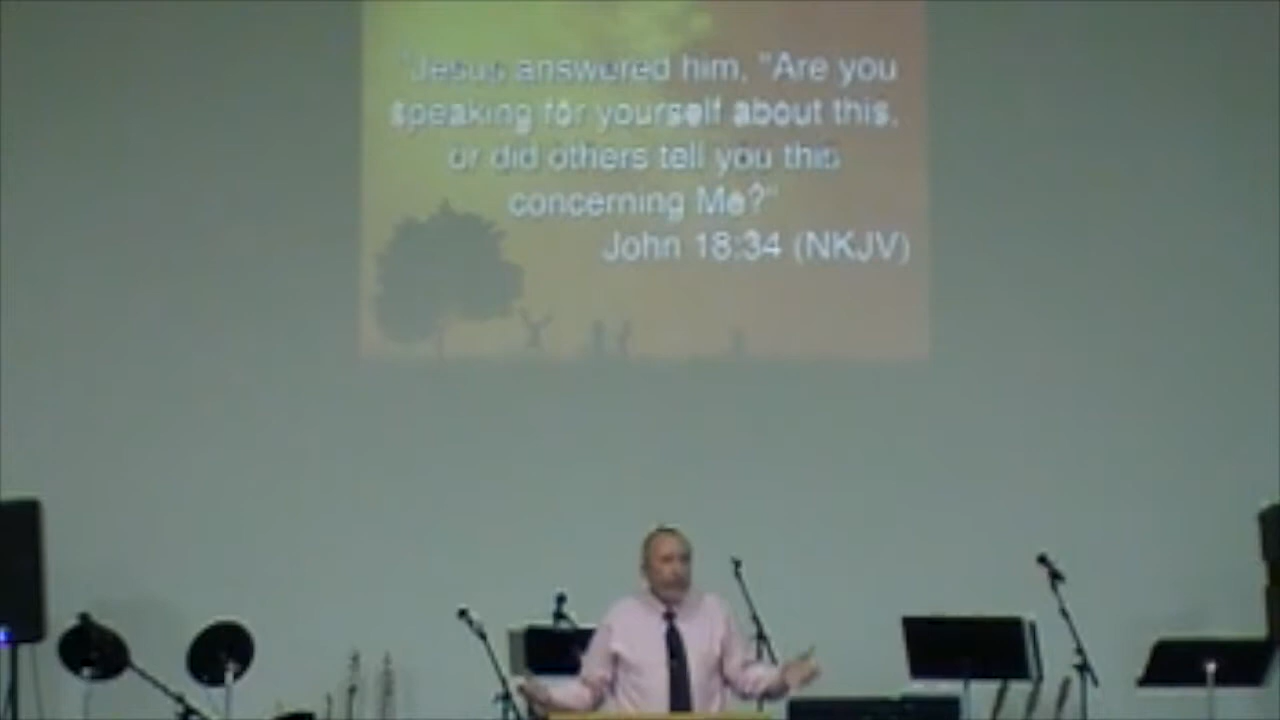 "Jesus answered him, "Are you
speaking for yourself about this,
or did others tell you this
concerning Me?"
John 18:34 (NKJV)